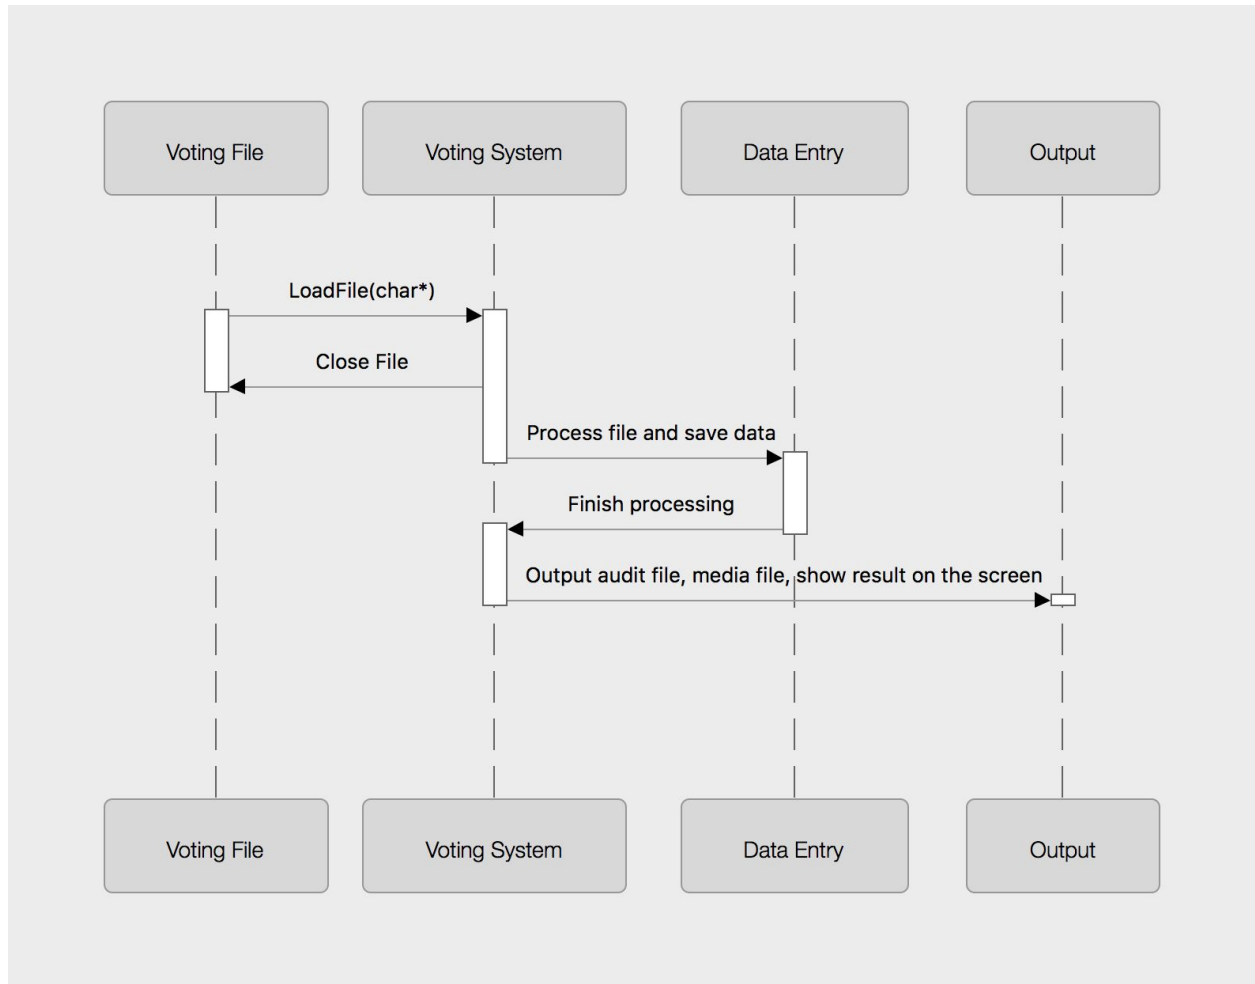 Voting File
Voting System
Data Entry
Output
LoadFile(char*)
Close File
Process file and save data
Finish processing
Output audit file, media file, show result on the screen
Voting File
Voting System
Data Entry
Output